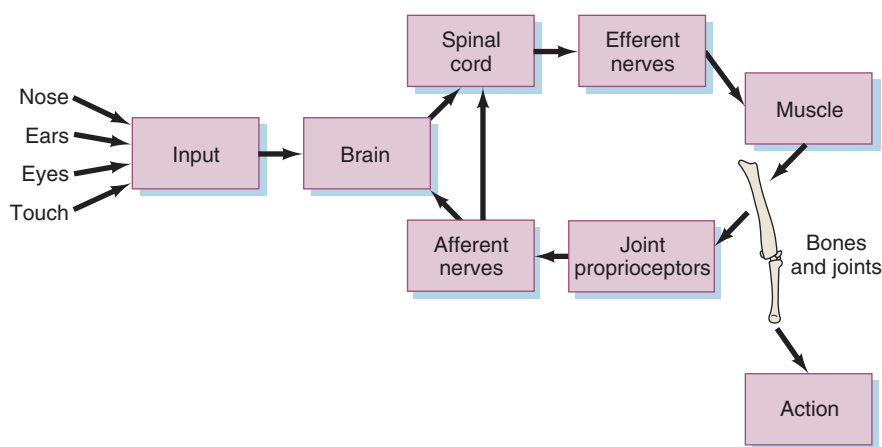 Nose
Ears
Eyes
Touch
Input
Brain
Spinal
cord
Efferent
nerves
Muscle
Afferent
nerves
Joint
proprioceptors
Bones
and joints
Action